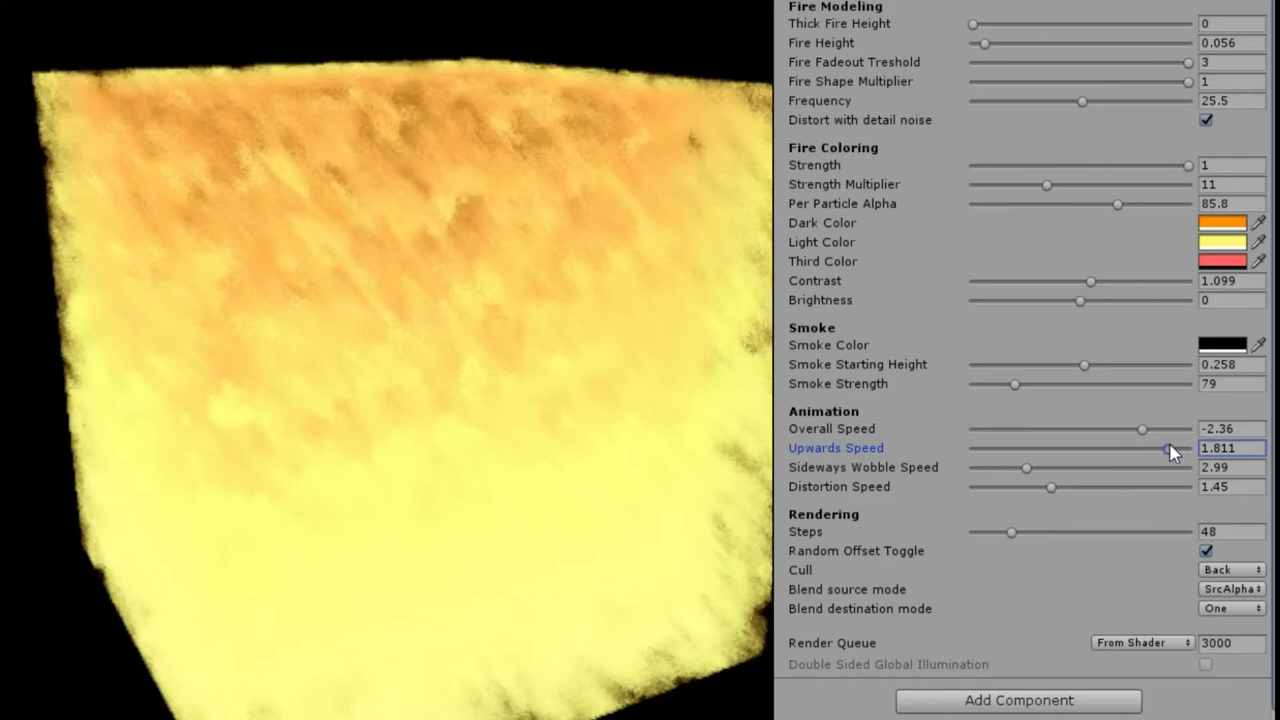 Fire Modeling
Thick Fire Height 0
Fire Height 0.056
Fire Fadeout Treshold 3
Fire Shape Multiplier 1
Frequency 25.5
Distort with detail noise
Fire Coloring
Strength 1
Strength Multiplier 11
Per Particle Alpha 85.8
Dark Color
Light Color
Third Color
Contrast 1.099
Brightness 0
Smoke
Smoke Color
Smoke Starting Height 0.258
Smoke Strength 79
Animation
Overall Speed -2.36
Upwards Speed 1.811
Sideways Wobble Speed 2.99
Distortion Speed 1.45
Rendering
Steps 48
Random Offset Toggle
Cull Back
Blend source mode SrcAlpha
Blend destination mode One
Render Queue From Shader 3000
Double Sided Global Illumination
Add Component